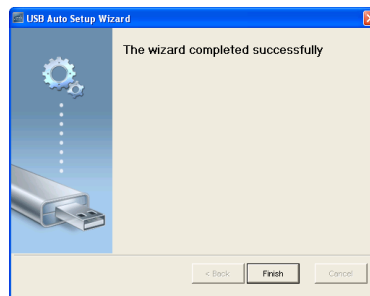 USB Auto Setup Wizard
The wizard completed successfully
< Back Finish Cancel